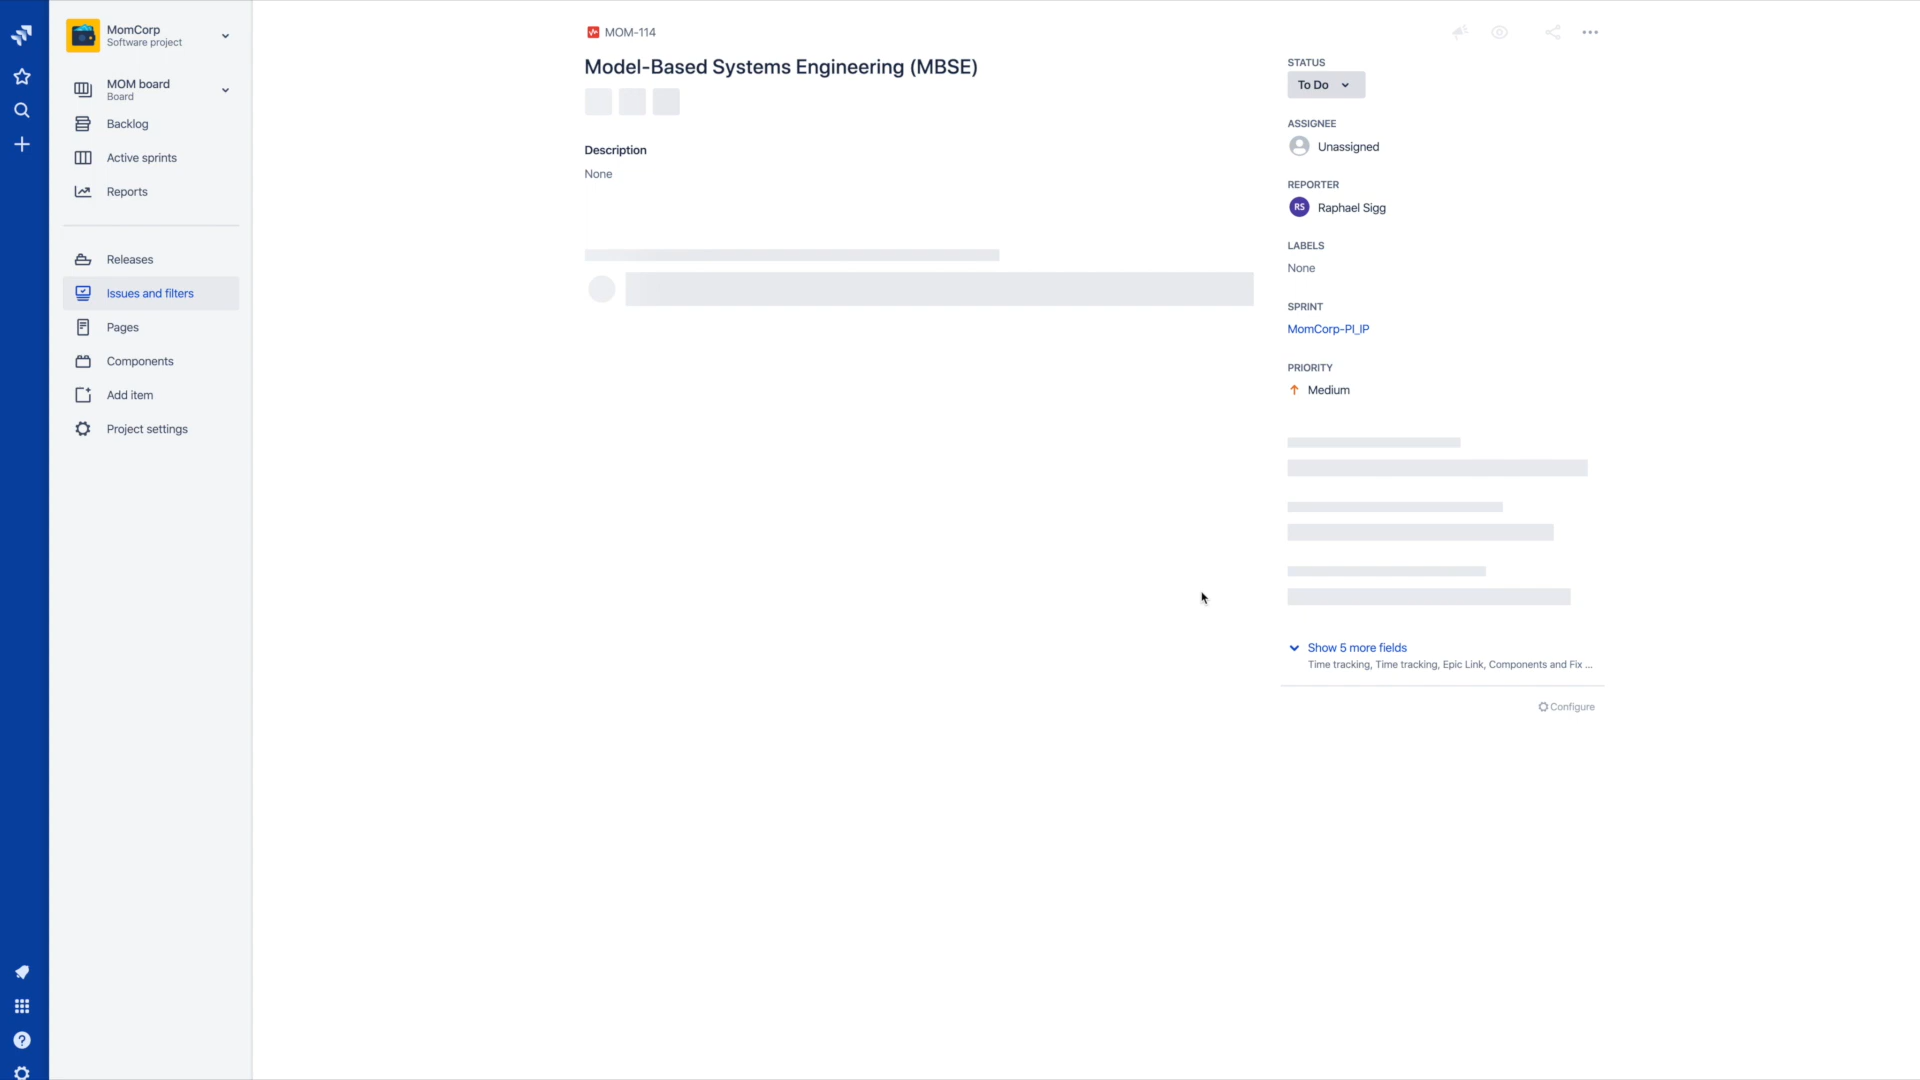 MomCorp
Software project
MOM board
Board
Backlog
Active sprints
Reports
Releases
Issues and filters
Pages
Components
Add item
Project settings
MOM-114
Model-Based Systems Engineering (MBSE)
Description
None
STATUS
To Do
ASSIGNEE
Unassigned
REPORTER
RS Raphael Sigg
LABELS
None
SPRINT
MomCorp-PI_IP
PRIORITY
Medium
Show 5 more fields
Time tracking, Time tracking, Epic Link, Components and Fix ...
Configure